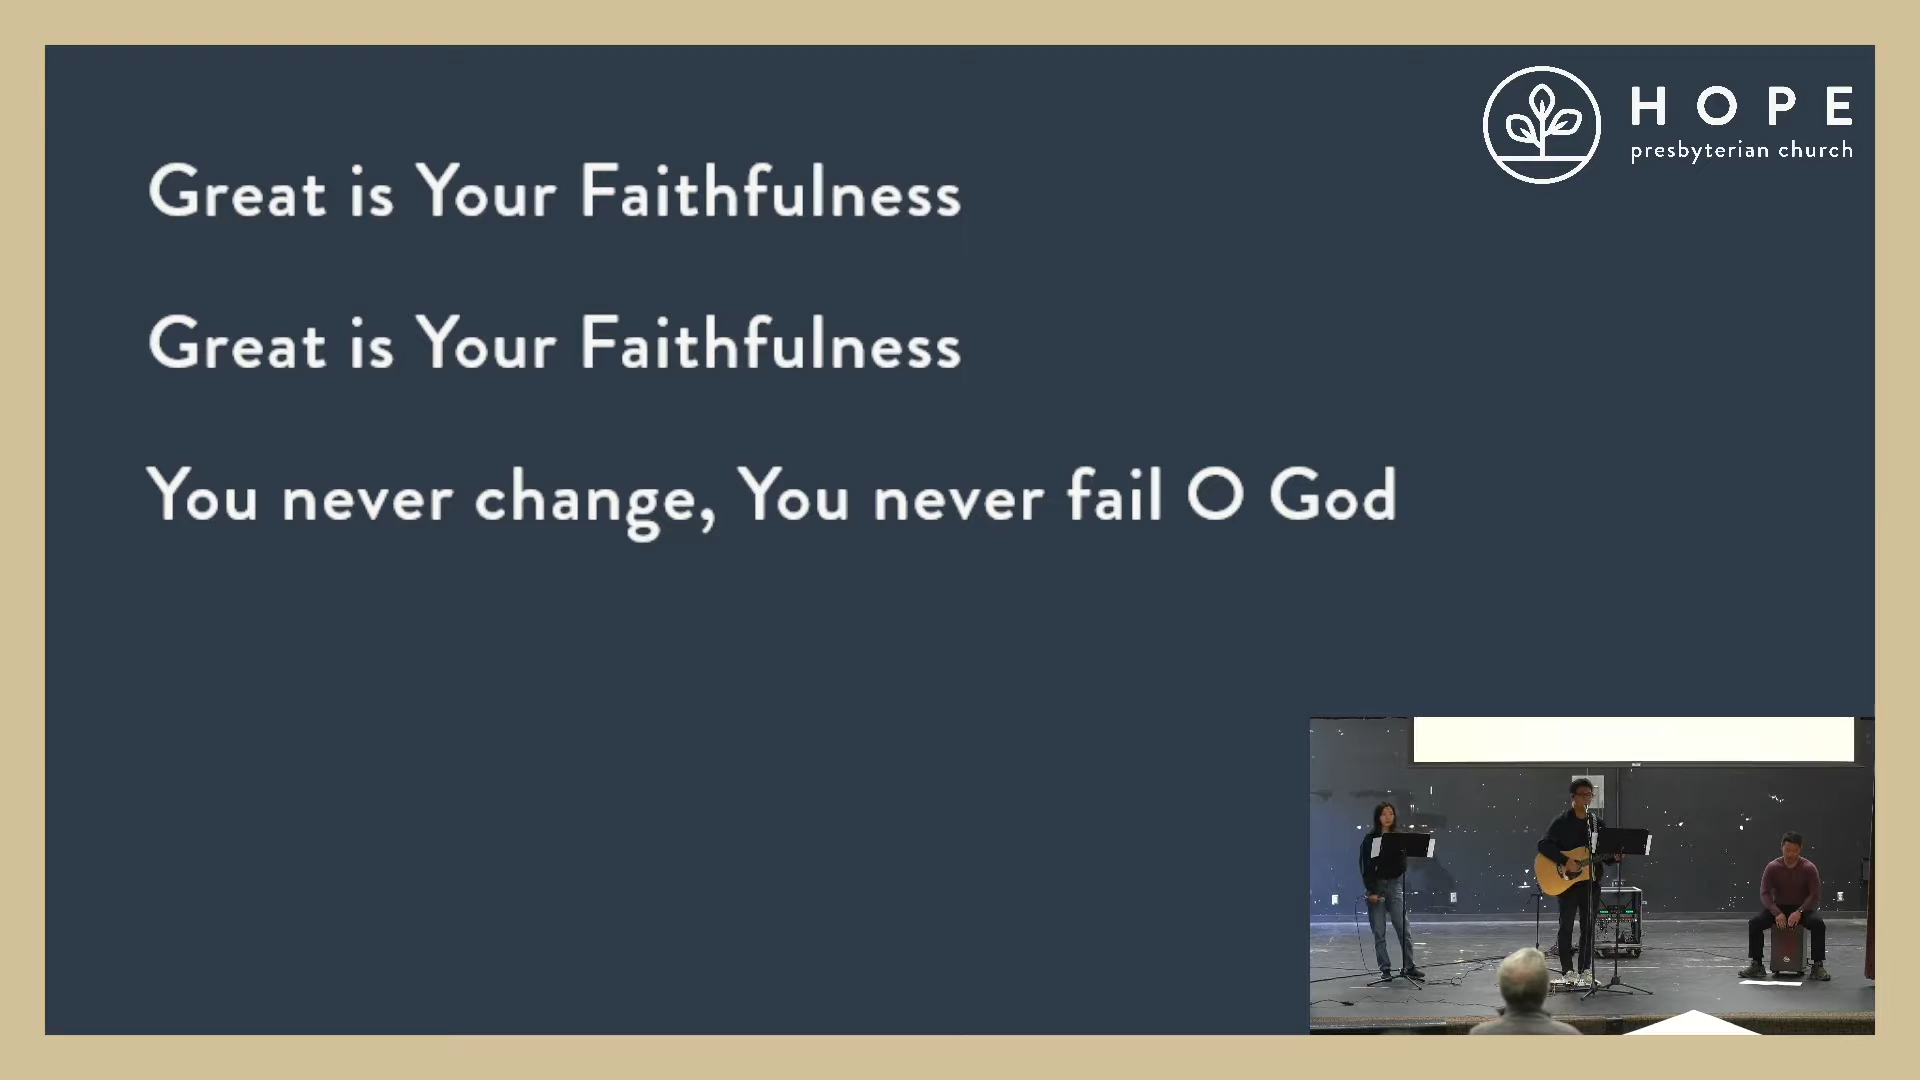 HOPE
presbyterian church
Great is Your Faithfulness
Great is Your Faithfulness
You never change, You never fail O God